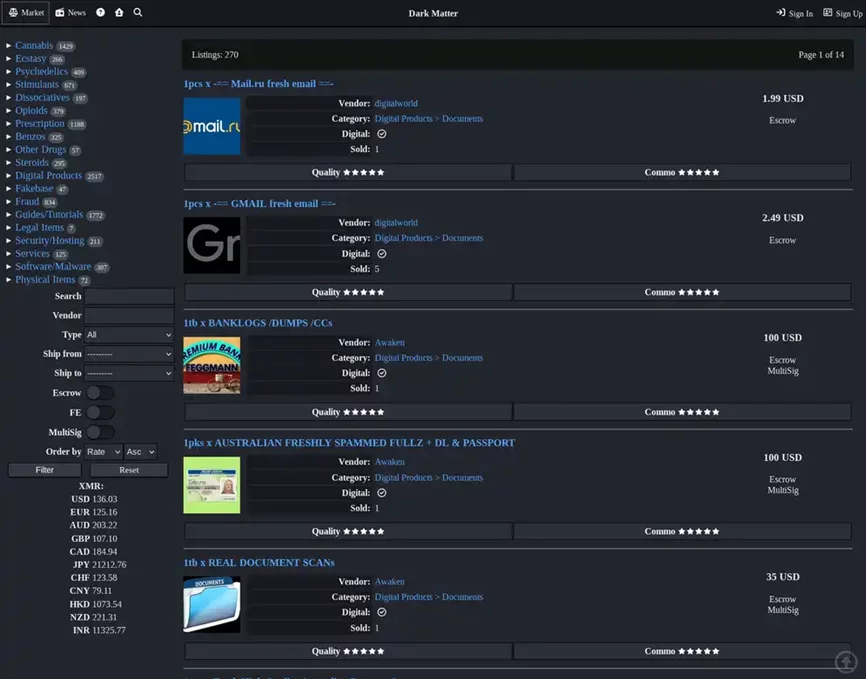 Market News Dark Matter Sign In Sign Up
Cannabis 1429
Ecstasy 266
Psychedelics 409
Stimulants 671
Dissociatives 197
Opioids 379
Prescription 1188
Benzos 325
Other Drugs 57
Steroids 295
Digital Products 2517
Fakebase 47
Fraud 834
Guides/Tutorials 1772
Legal Items 7
Security/Hosting 211
Services 125
Software/Malware 387
Physical Items 72
Search
Vendor
Type All
Ship from ---------
Ship to ---------
Escrow
FE
MultiSig
Order by Rate Asc
Filter Reset
XMR:
USD 136.03
EUR 125.16
AUD 203.22
GBP 107.10
CAD 184.94
JPY 21212.76
CHF 123.58
CNY 79.11
HKD 1073.54
NZD 221.31
INR 11325.77
Listings: 270 Page 1 of 14
1pcs x -== Mail.ru fresh email ==-
@mail.ru
Vendor: digitalworld
Category: Digital Products > Documents
Digital:
Sold: 1
1.99 USD
Escrow
Quality ★★★★★ Commo ★★★★★
1pcs x -== GMAIL fresh email ==-
Gr
Vendor: digitalworld
Category: Digital Products > Documents
Digital:
Sold: 5
2.49 USD
Escrow
Quality ★★★★★ Commo ★★★★★
1tb x BANKLOGS /DUMPS /CCs
REMIUM BAN
FEGGMANN
Vendor: Awaken
Category: Digital Products > Documents
Digital:
Sold: 1
100 USD
Escrow
MultiSig
Quality ★★★★★ Commo ★★★★★
1pks x AUSTRALIAN FRESHLY SPAMMED FULLZ + DL & PASSPORT
Vendor: Awaken
Category: Digital Products > Documents
Digital:
Sold: 1
100 USD
Escrow
MultiSig
Quality ★★★★★ Commo ★★★★★
1tb x REAL DOCUMENT SCANS
DOCUMENTS
Vendor: Awaken
Category: Digital Products > Documents
Digital:
Sold: 1
35 USD
Escrow
MultiSig
Quality ★★★★★ Commo ★★★★★